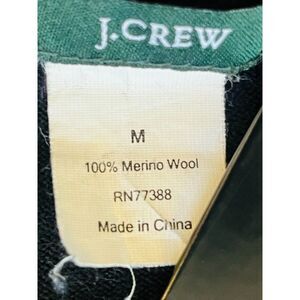 J.CREW
M
100% Merino Wool
RN77388
Made in China